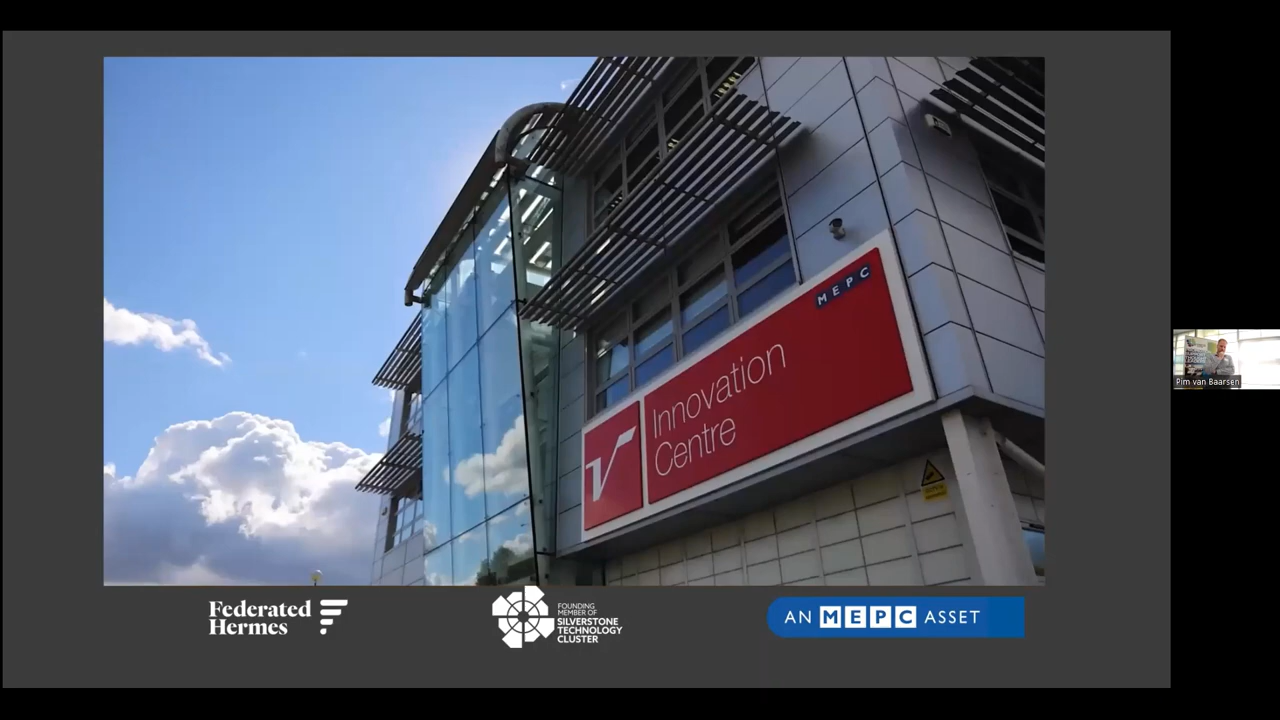 MEPC
Innovation
Centre
Federated
Hermes
FOUNDING
MEMBER OF
SILVERSTONE
TECHNOLOGY
CLUSTER
AN MEPC ASSET
Pim van Baarsen